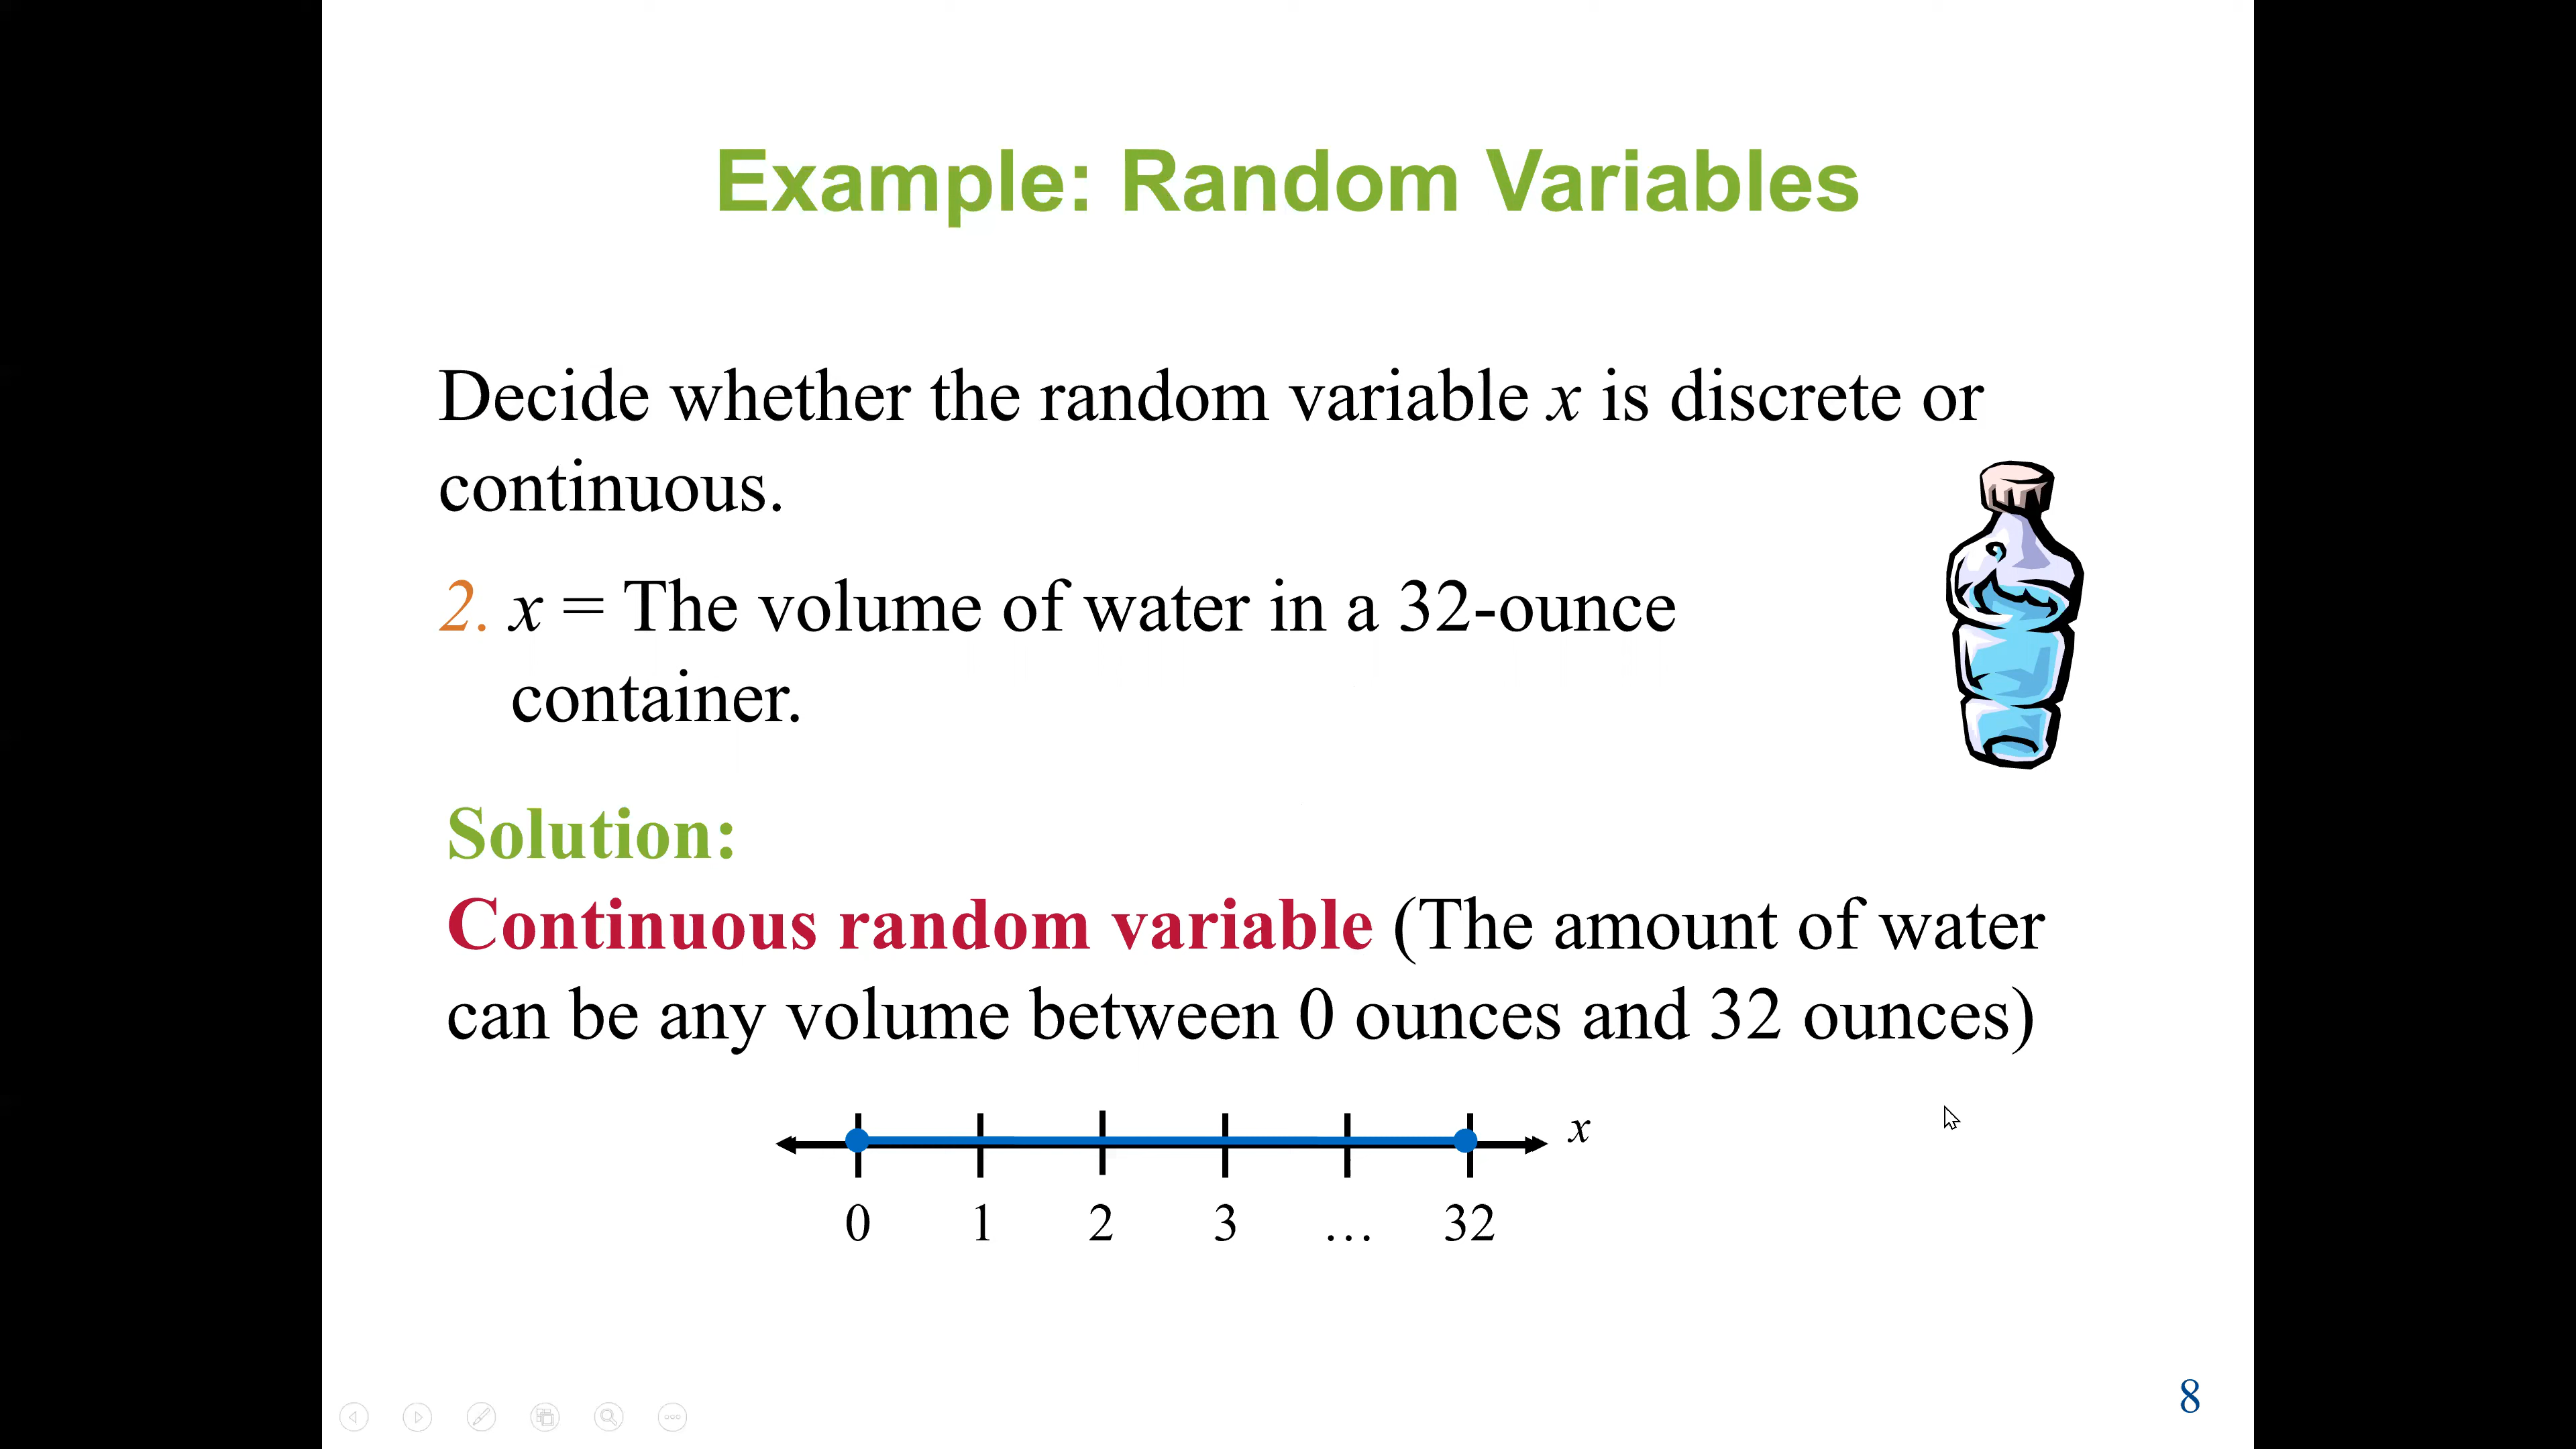 Example: Random Variables
Decide whether the random variable x is discrete or
continuous.
2. x = The volume of water in a 32-ounce
container.
Solution:
Continuous random variable (The amount of water
can be any volume between 0 ounces and 32 ounces)
x
0 1 2 3 … 32
8